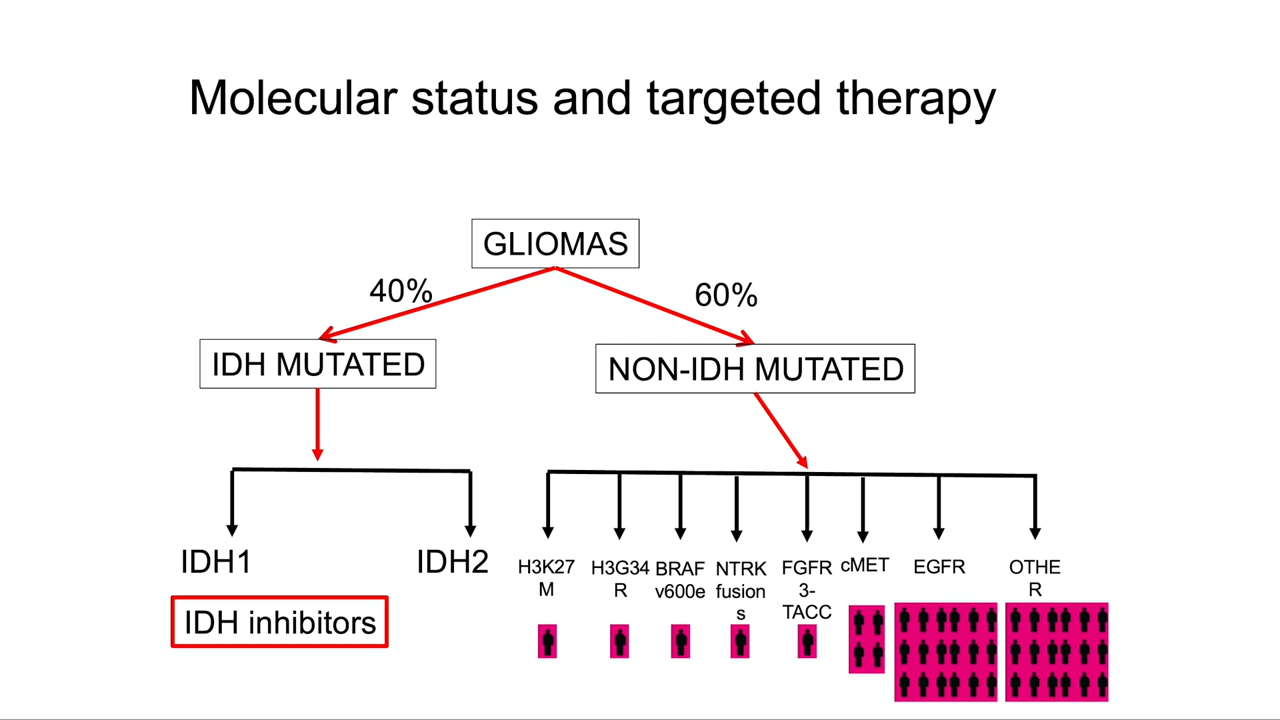 Molecular status and targeted therapy
GLIOMAS
40%
60%
IDH MUTATED
NON-IDH MUTATED
IDH1
IDH2
H3K27
M
H3G34
R
BRAF
v600e
NTRK
fusion
s
FGFR
3-
TACC
cMET
EGFR
OTHE
R
IDH inhibitors